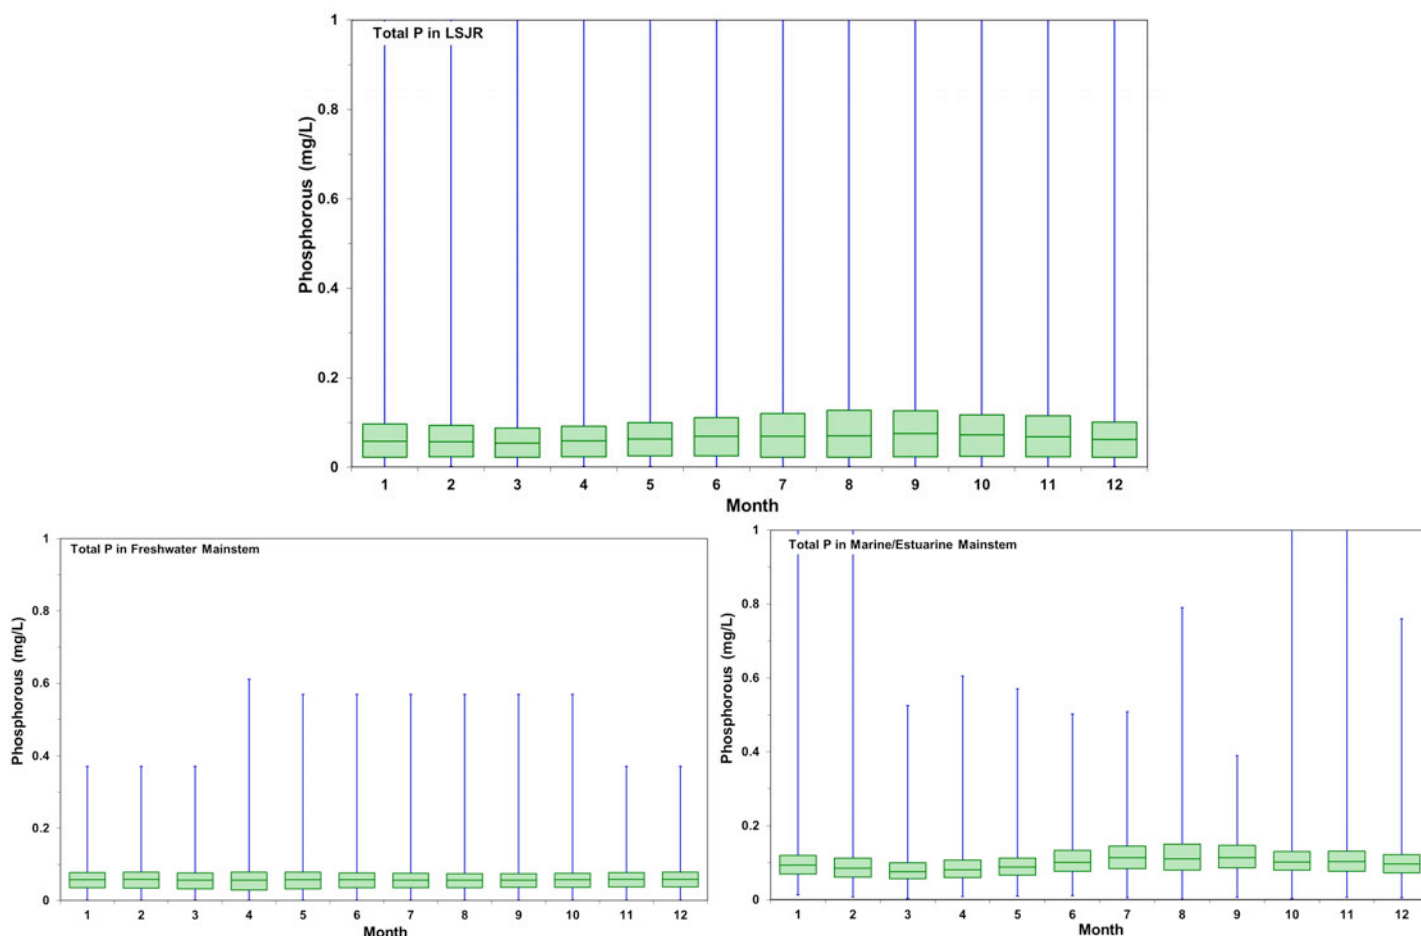 Total P in LSJR
Phosphorous (mg/L)
1
0.8
0.6
0.4
0.2
0
1 2 3 4 5 6 7 8 9 10 11 12
Month
Total P in Freshwater Mainstem
Phosphorous (mg/L)
1
0.8
0.6
0.4
0.2
0
1 2 3 4 5 6 7 8 9 10 11 12
Month
Total P in Marine/Estuarine Mainstem
Phosphorous (mg/L)
1
0.8
0.6
0.4
0.2
0
1 2 3 4 5 6 7 8 9 10 11 12
Month